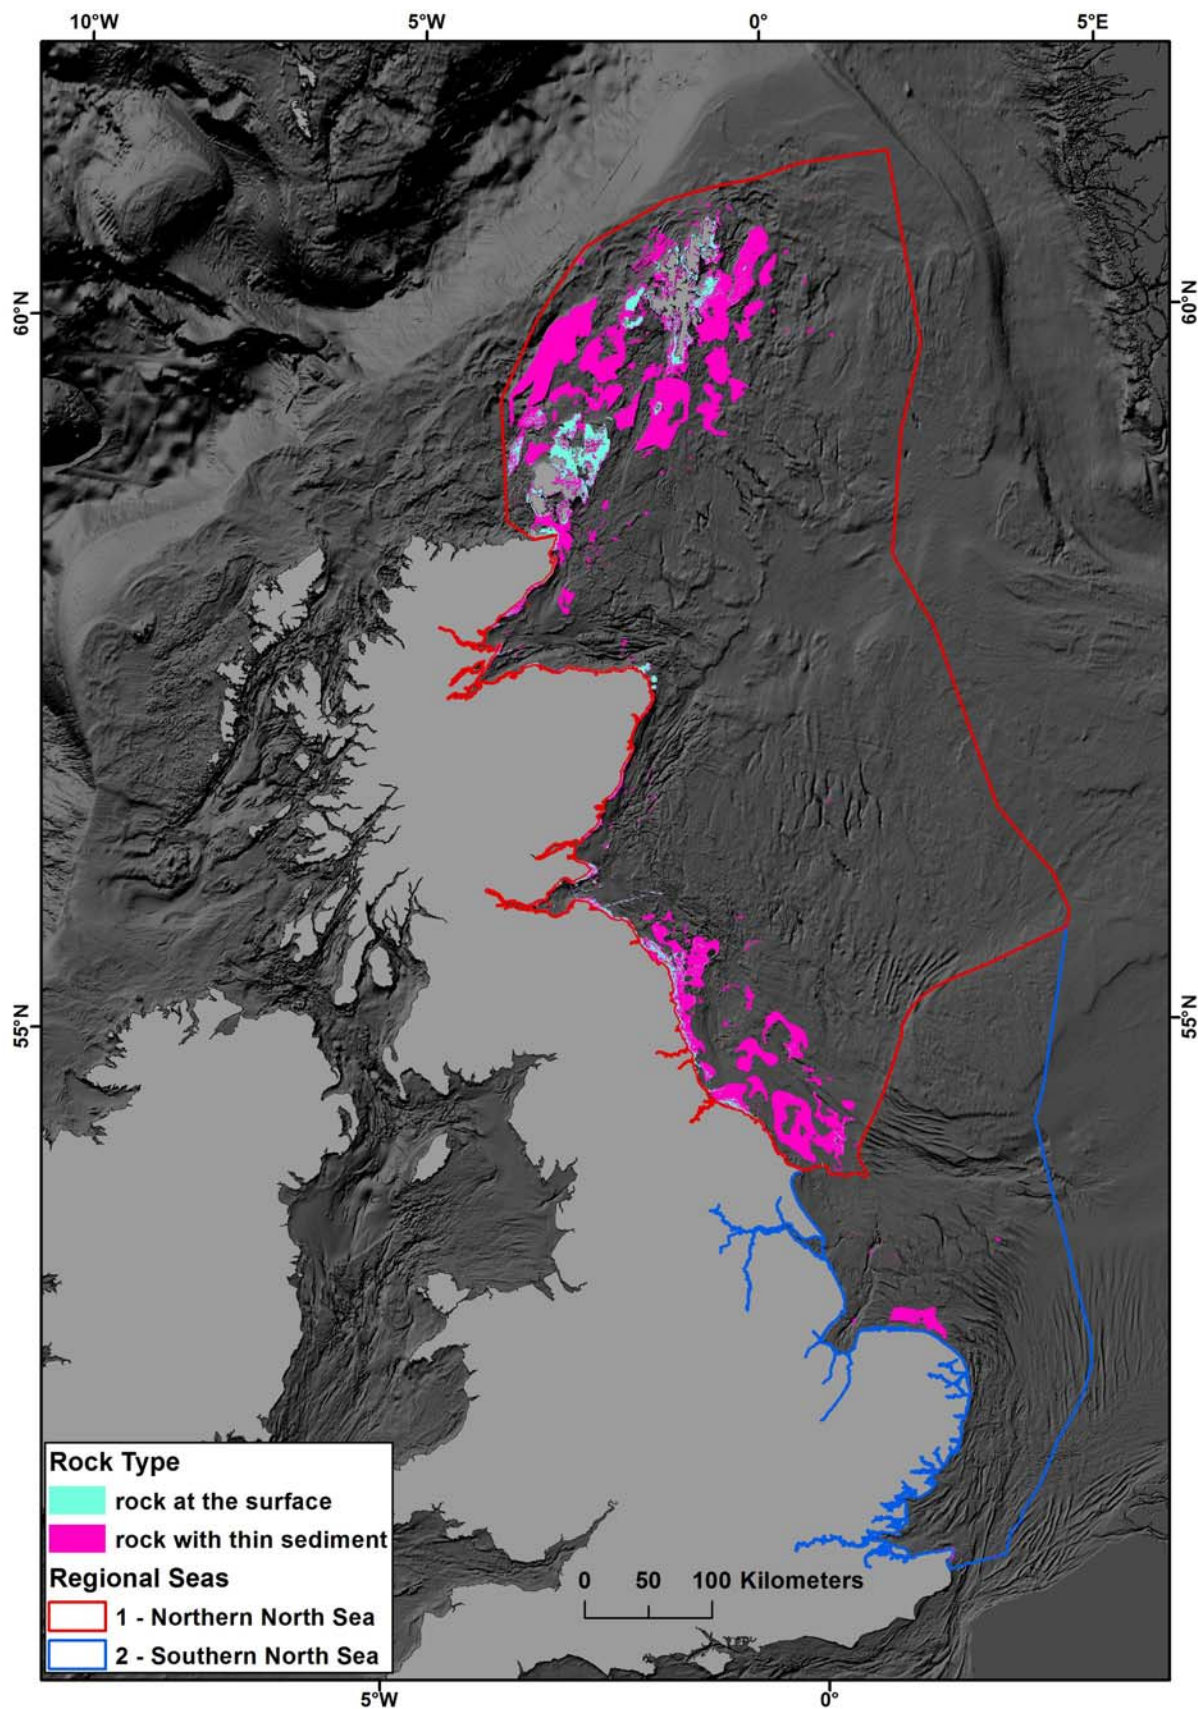 10°W 5°W 0° 5°E
60°N 60°N
55°N 55°N
Rock Type
rock at the surface
rock with thin sediment
Regional Seas
1 - Northern North Sea
2 - Southern North Sea
0 50 100 Kilometers
5°W 0°